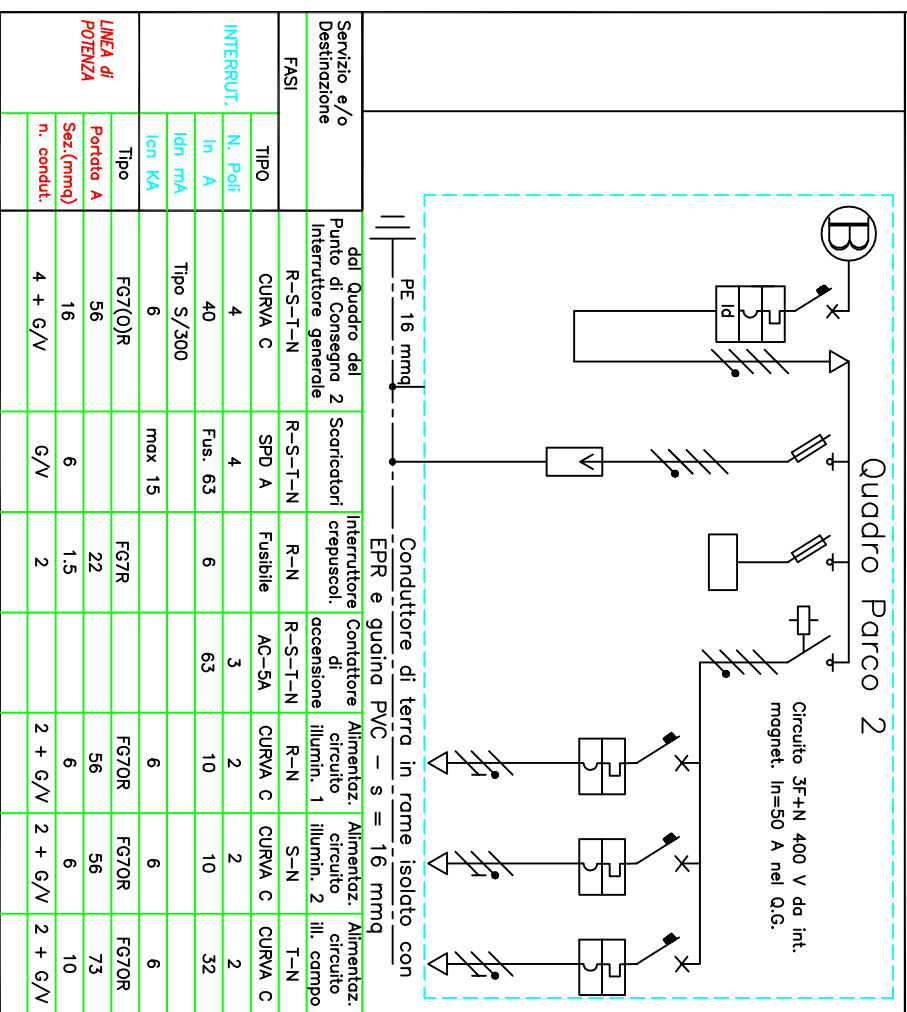 Quadro Parco 2
B
Id
Circuito 3F+N 400 V da int.
magnet. In=50 A nel Q.G.
PE 16 mmq
Conduttore di terra in rame isolato con
EPR e guaina PVC - s = 16 mmq
Servizio e/o
Destinazione
dal Quadro del
Punto di Consegna 2
Interruttore generale
Scaricatori
Interruttore
crepuscol.
Contattore
di
accensione
Alimentaz.
circuito
illumin. 1
Alimentaz.
circuito
illumin. 2
Alimentaz.
circuito
ill. campo
FASI R-S-T-N R-S-T-N R-N R-S-T-N R-N S-N T-N
INTERRUT.
TIPO CURVA C SPD A Fusibile AC-5A CURVA C CURVA C CURVA C
N. Poli 4 4 3 2 2 2
In A 40 Fus. 63 6 63 10 10 32
Idn mA Tipo S/300
Icn KA 6 max 15 6 6 6
LINEA di
POTENZA
Tipo FG7(O)R FG7R FG7OR FG7OR FG7OR
Portata A 56 22 56 56 73
Sez.(mmq) 16 6 1.5 6 6 10
n. condut. 4 + G/V G/V 2 2 + G/V 2 + G/V 2 + G/V